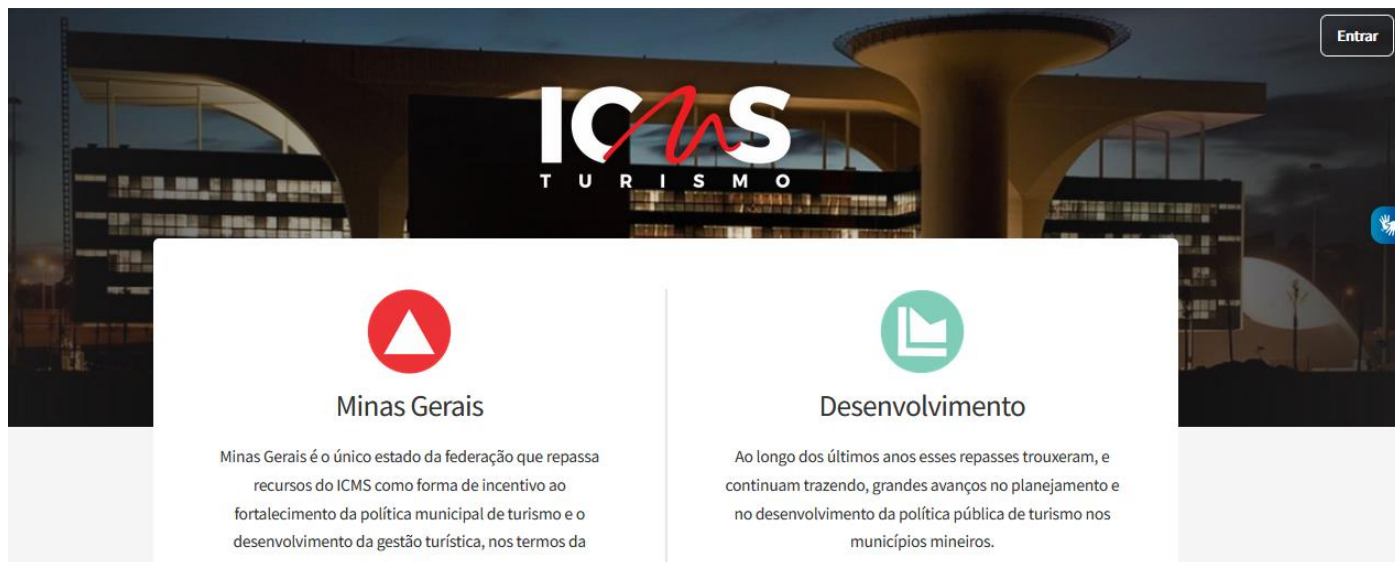 Entrar
ICMS
TURISMO
Minas Gerais
Minas Gerais é o único estado da federação que repassa
recursos do ICMS como forma de incentivo ao
fortalecimento da política municipal de turismo e o
desenvolvimento da gestão turística, nos termos da
Desenvolvimento
Ao longo dos últimos anos esses repasses trouxeram, e
continuam trazendo, grandes avanços no planejamento e
no desenvolvimento da política pública de turismo nos
municípios mineiros.